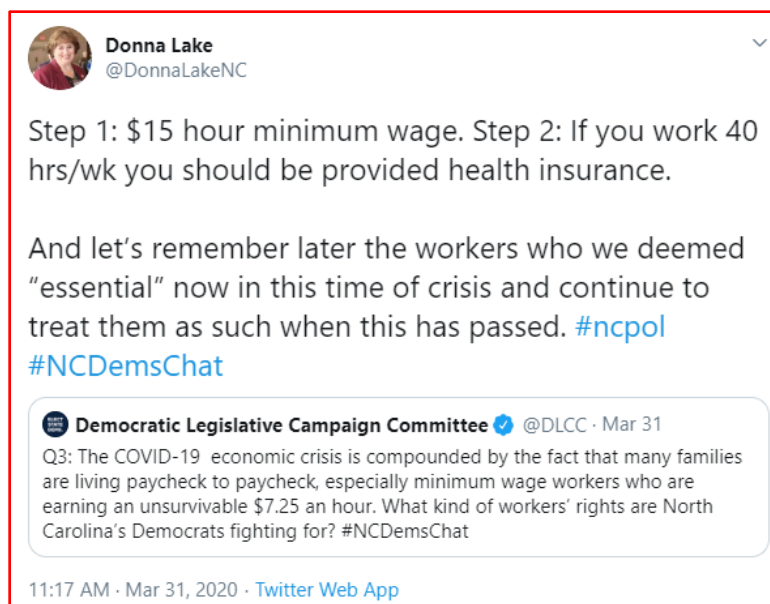 Donna Lake
@DonnaLakeNC
Step 1: $15 hour minimum wage. Step 2: If you work 40
hrs/wk you should be provided health insurance.
And let’s remember later the workers who we deemed
“essential” now in this time of crisis and continue to
treat them as such when this has passed. #ncpol
#NCDemsChat
ELECT STATE DEMS. Democratic Legislative Campaign Committee @DLCC · Mar 31
Q3: The COVID-19  economic crisis is compounded by the fact that many families
are living paycheck to paycheck, especially minimum wage workers who are
earning an unsurvivable $7.25 an hour. What kind of workers’ rights are North
Carolina’s Democrats fighting for? #NCDemsChat
11:17 AM · Mar 31, 2020 · Twitter Web App